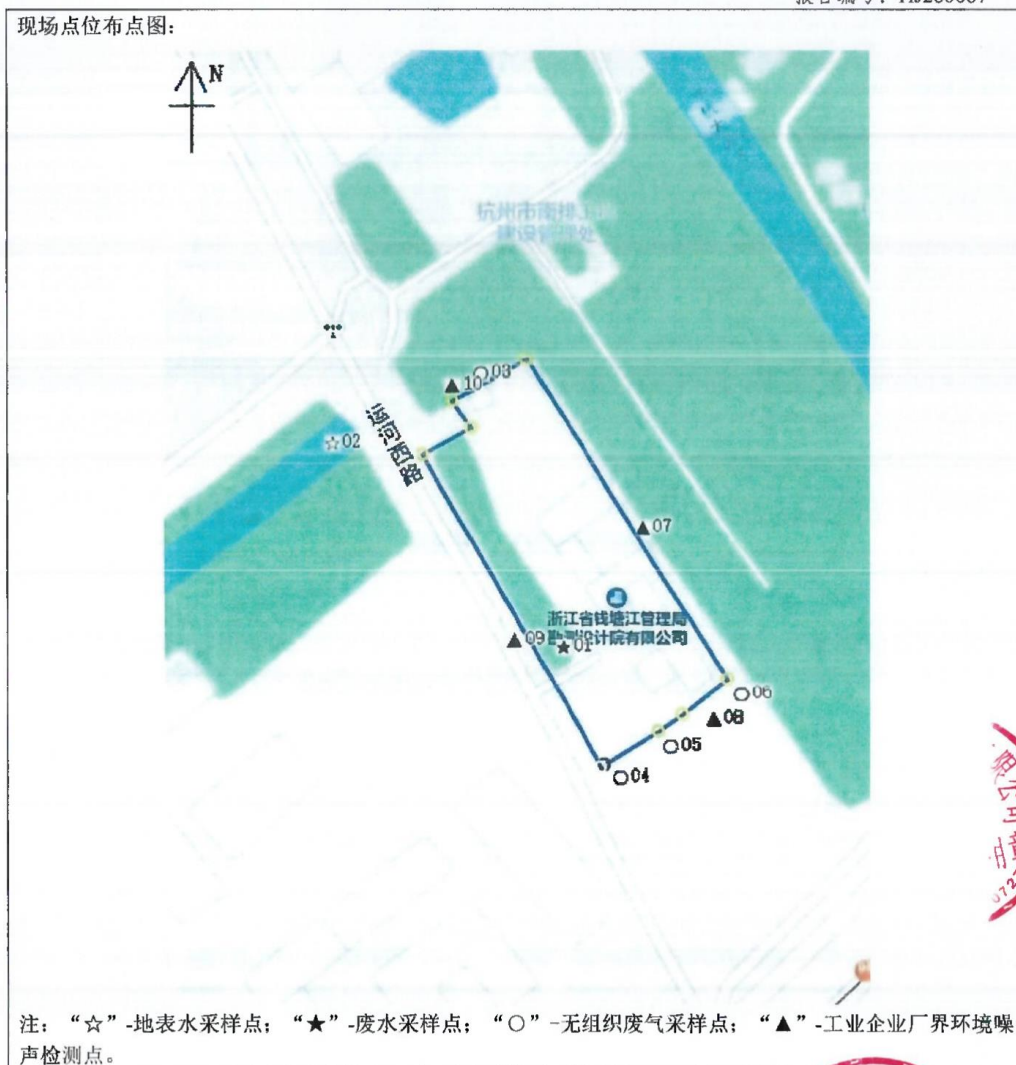 现场点位布点图：
N
杭州市南排工程
建设管理处
○03
▲10
☆02
运河西路
▲07
浙江省钱塘江管理局
勘测设计院有限公司
▲09
★01
○06
▲08
○05
○04
注：“☆”-地表水采样点；“★”-废水采样点；“○”-无组织废气采样点；“▲”-工业企业厂界环境噪
声检测点。